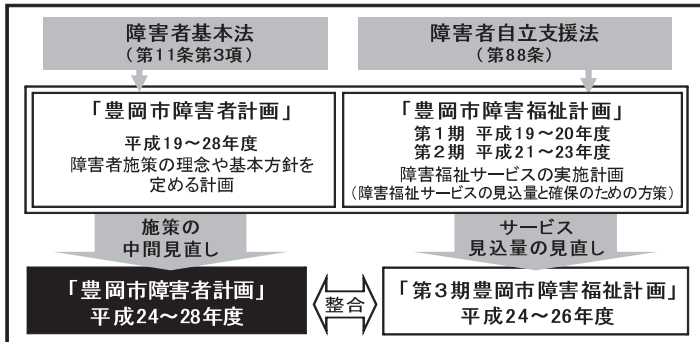 障害者基本法
（第11条第3項）
障害者自立支援法
（第88条）
「豊岡市障害者計画」
平成19～28年度
障害者施策の理念や基本方針を
定める計画
「豊岡市障害福祉計画」
第1期 平成19～20年度
第2期 平成21～23年度
障害福祉サービスの実施計画
（障害福祉サービスの見込量と確保のための方策）
施策の
中間見直し
サービス
見込量の見直し
「豊岡市障害者計画」
平成24～28年度
整合
「第3期豊岡市障害福祉計画」
平成24～26年度